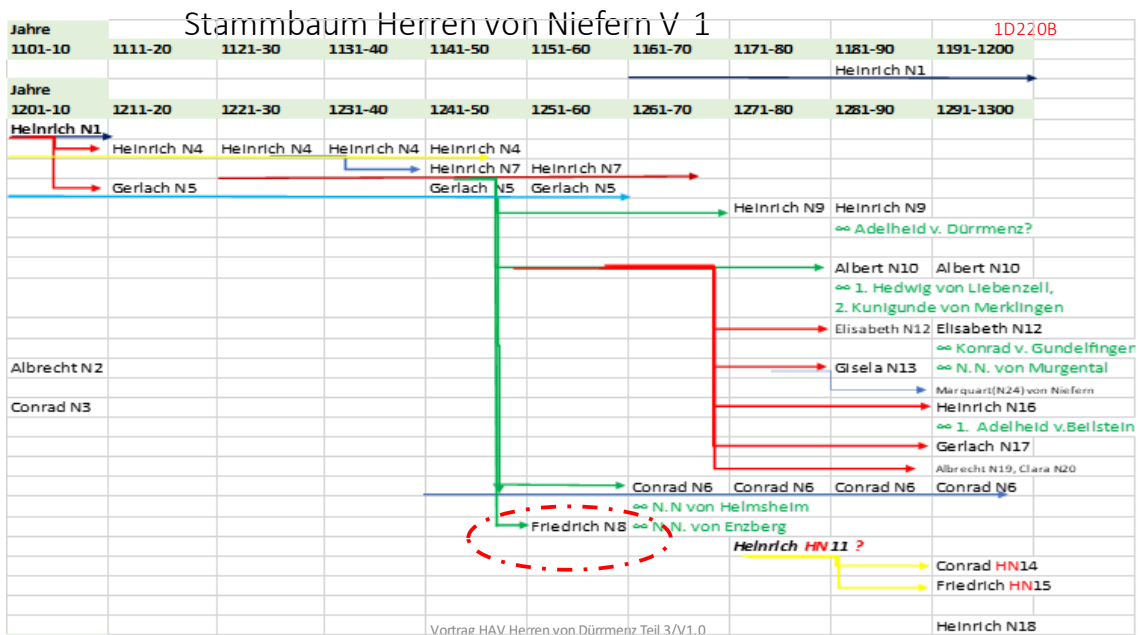 Stammbaum Herren von Niefern V 1
1D220B
Jahre
1101-10 1111-20 1121-30 1131-40 1141-50 1151-60 1161-70 1171-80 1181-90 1191-1200
Heinrich N1
Jahre
1201-10 1211-20 1221-30 1231-40 1241-50 1251-60 1261-70 1271-80 1281-90 1291-1300
Heinrich N1
Heinrich N4 Heinrich N4 Heinrich N4 Heinrich N4
Heinrich N7 Heinrich N7
Gerlach N5 Gerlach N5 Gerlach N5
Heinrich N9 Heinrich N9
∞ Adelheid v. Dürrmenz?
Albert N10 Albert N10
∞ 1. Hedwig von Liebenzell,
2. Kunigunde von Merklingen
Elisabeth N12 Elisabeth N12
∞ Konrad v. Gundelfingen
Albrecht N2 Gisela N13 ∞ N.N. von Murgental
Marquart(N24) von Niefern
Conrad N3 Heinrich N16
∞ 1. Adelheid v.Beilstein
Gerlach N17
Albrecht N19, Clara N20
Conrad N6 Conrad N6 Conrad N6 Conrad N6
∞ N.N von Helmsheim
Friedrich N8 ∞ N.N. von Enzberg
Heinrich HN 11 ?
Conrad HN14
Friedrich HN15
Heinrich N18
Vortrag HAV Herren von Dürrmenz Teil 3/V1.0